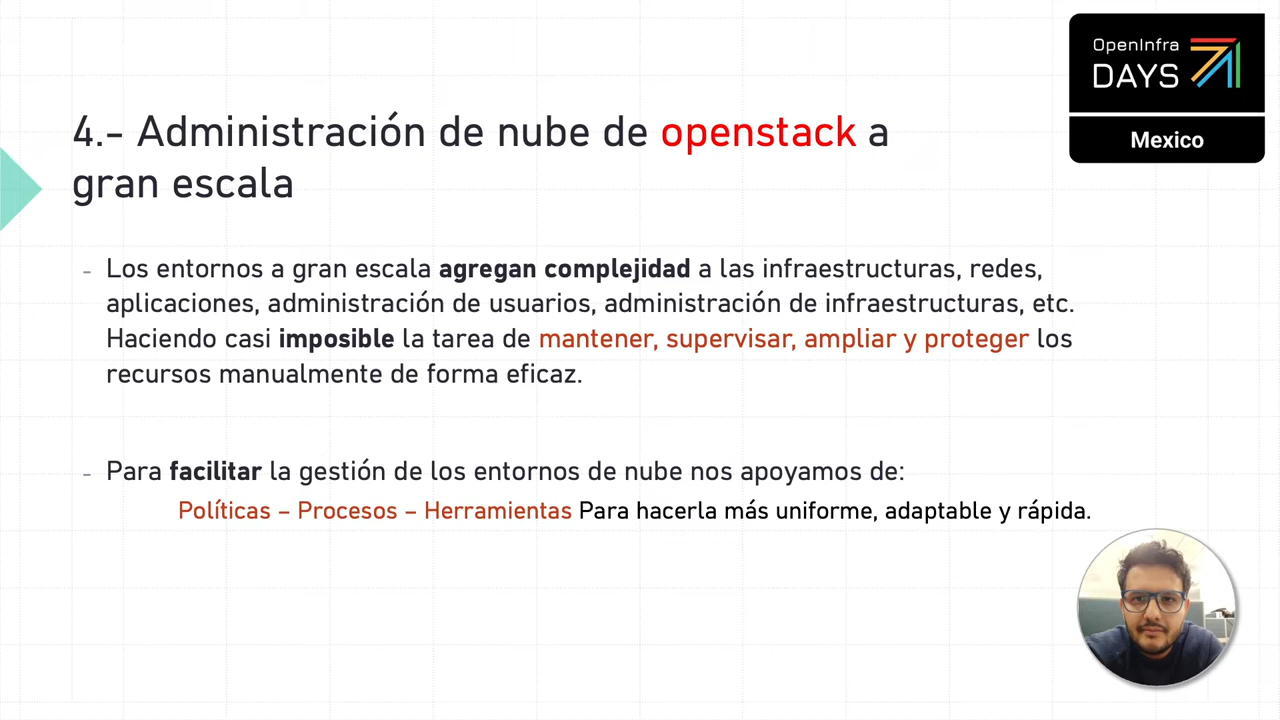 OpenInfra
DAYS
Mexico
4.- Administración de nube de openstack a
gran escala
- Los entornos a gran escala agregan complejidad a las infraestructuras, redes,
aplicaciones, administración de usuarios, administración de infraestructuras, etc.
Haciendo casi imposible la tarea de mantener, supervisar, ampliar y proteger los
recursos manualmente de forma eficaz.
- Para facilitar la gestión de los entornos de nube nos apoyamos de:
Políticas – Procesos – Herramientas Para hacerla más uniforme, adaptable y rápida.